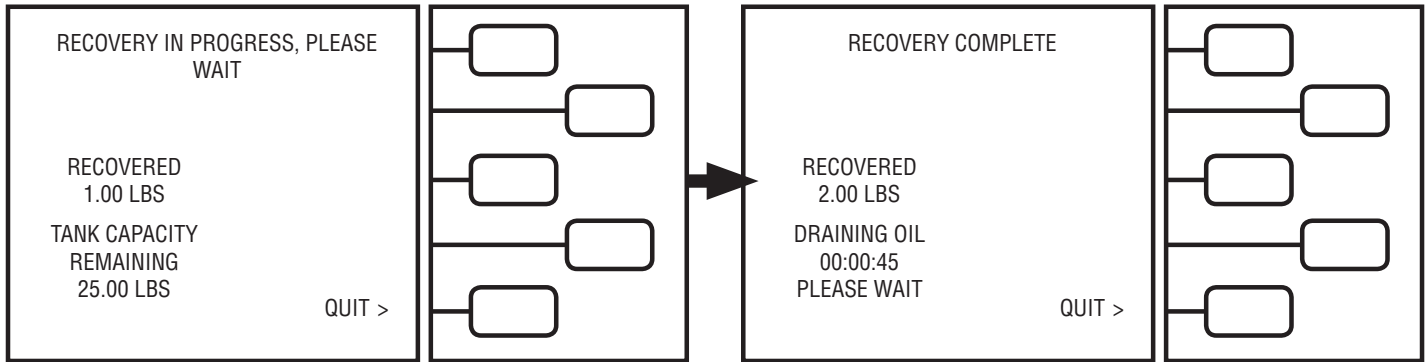 RECOVERY IN PROGRESS, PLEASE
WAIT
RECOVERED
1.00 LBS
TANK CAPACITY
REMAINING
25.00 LBS
QUIT >
RECOVERY COMPLETE
RECOVERED
2.00 LBS
DRAINING OIL
00:00:45
PLEASE WAIT
QUIT >